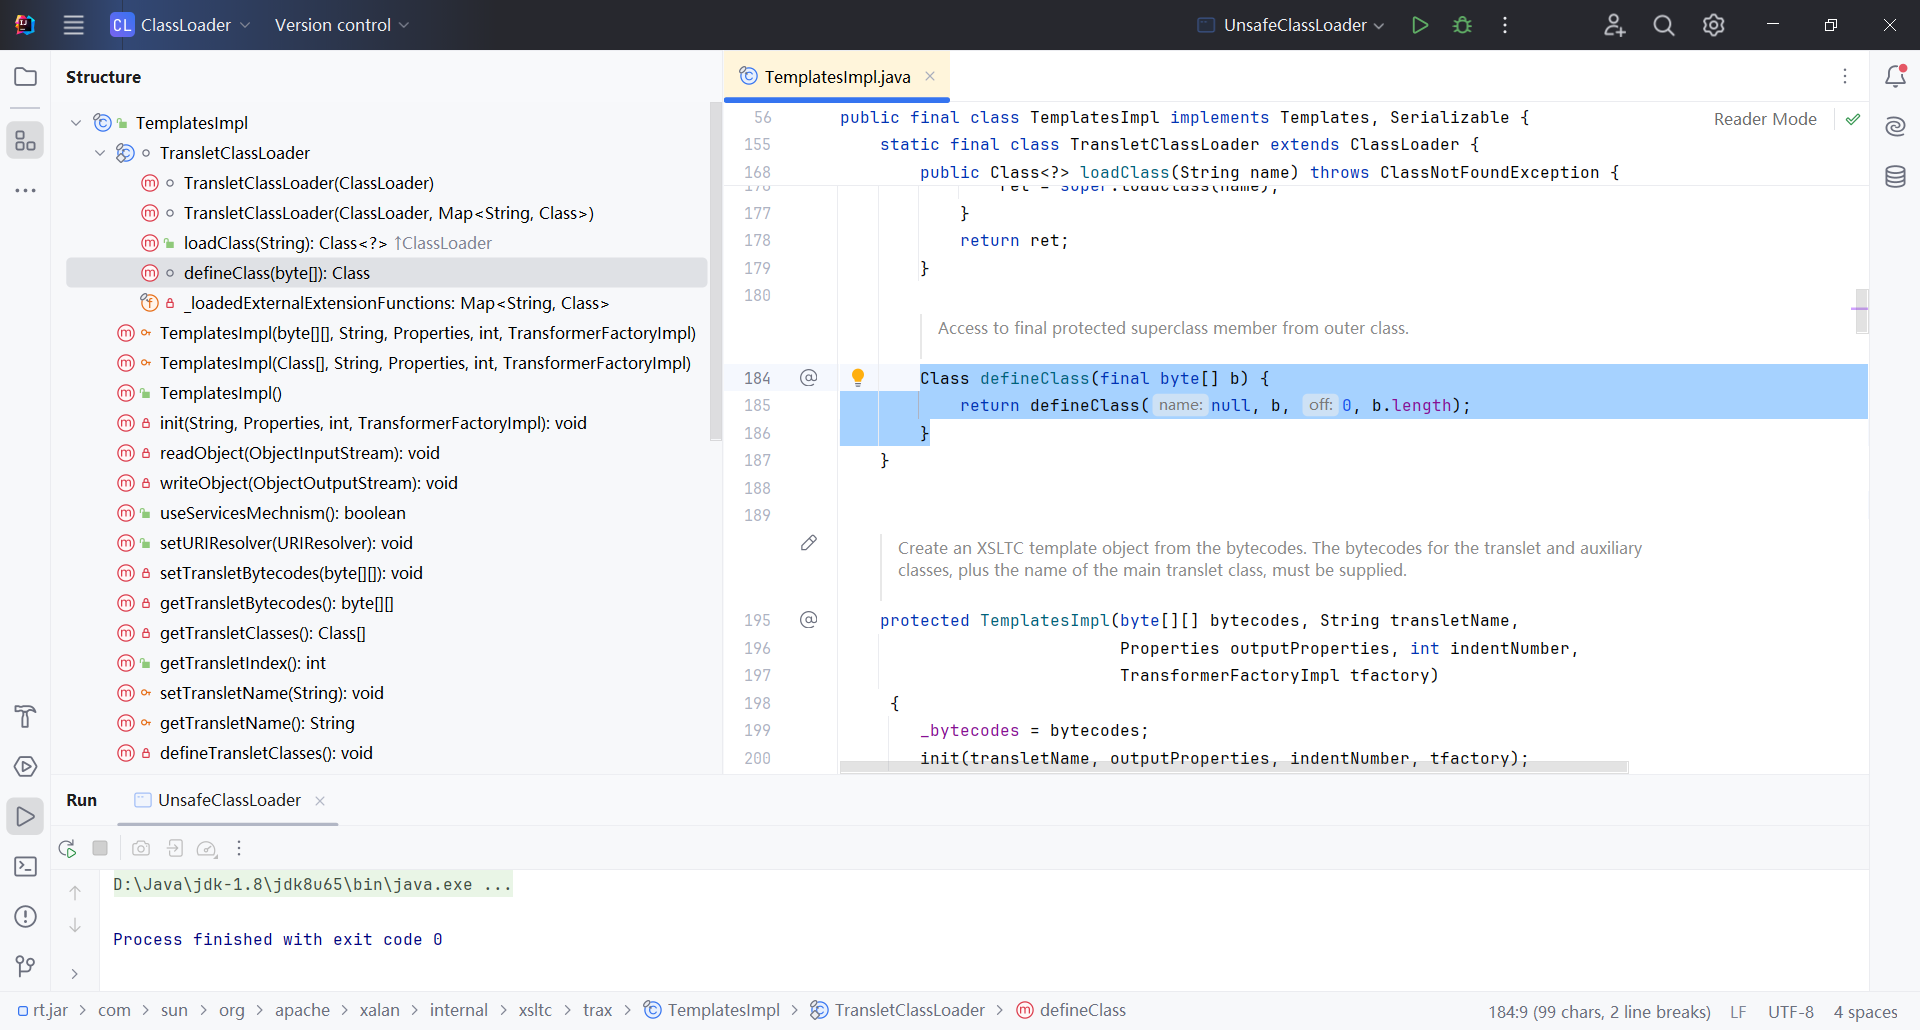 CL ClassLoader Version control UnsafeClassLoader
Structure
TemplatesImpl
TransletClassLoader
TransletClassLoader(ClassLoader)
TransletClassLoader(ClassLoader, Map<String, Class>)
loadClass(String): Class<?> ↑ClassLoader
defineClass(byte[]): Class
_loadedExternalExtensionFunctions: Map<String, Class>
TemplatesImpl(byte[][], String, Properties, int, TransformerFactoryImpl)
TemplatesImpl(Class[], String, Properties, int, TransformerFactoryImpl)
TemplatesImpl()
init(String, Properties, int, TransformerFactoryImpl): void
readObject(ObjectInputStream): void
writeObject(ObjectOutputStream): void
useServicesMechnism(): boolean
setURIResolver(URIResolver): void
setTransletBytecodes(byte[][]): void
getTransletBytecodes(): byte[][]
getTransletClasses(): Class[]
getTransletIndex(): int
setTransletName(String): void
getTransletName(): String
defineTransletClasses(): void
TemplatesImpl.java
Reader Mode
56 public final class TemplatesImpl implements Templates, Serializable {
155 static final class TransletClassLoader extends ClassLoader {
168 public Class<?> loadClass(String name) throws ClassNotFoundException {
176 ret = super.loadClass(name);
177 }
178 return ret;
179 }
180
Access to final protected superclass member from outer class.
184 Class defineClass(final byte[] b) {
185 return defineClass( name: null, b, off: 0, b.length);
186 }
187 }
188
189
Create an XSLTC template object from the bytecodes. The bytecodes for the translet and auxiliary
classes, plus the name of the main translet class, must be supplied.
195 protected TemplatesImpl(byte[][] bytecodes, String transletName,
196 Properties outputProperties, int indentNumber,
197 TransformerFactoryImpl tfactory)
198 {
199 _bytecodes = bytecodes;
200 init(transletName, outputProperties, indentNumber, tfactory);
Run UnsafeClassLoader
D:\Java\jdk-1.8\jdk8u65\bin\java.exe ...
Process finished with exit code 0
rt.jar > com > sun > org > apache > xalan > internal > xsltc > trax > TemplatesImpl > TransletClassLoader > defineClass
184:9 (99 chars, 2 line breaks) LF UTF-8 4 spaces